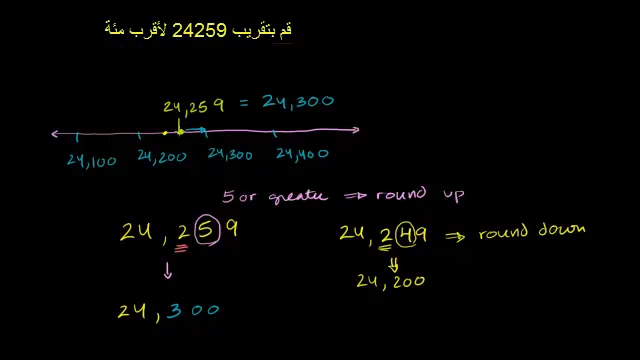 قم بتقريب 24259 لأقرب مئة
24,259 = 24,300
24,100 24,200 24,300 24,400
5 or greater ⇒ round up
24,259 24,249 ⇒ round down
24,200
24,300